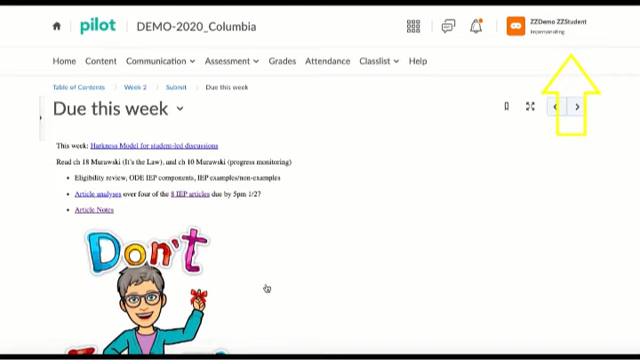 pilot DEMO-2020_Columbia ZZDemo ZZStudent
Impersonating
Home Content Communication Assessment Grades Attendance Classlist Help
Table of Contents Week 2 Submit Due this week
Due this week
This week: Harkness Model for student-led discussions
Read ch 18 Murawski (It's the Law), and ch 10 Murawski (progress monitoring)
Eligibility review, ODE IEP components, IEP examples/non-examples
Article analyses over four of the 8 IEP articles due by 5pm 1/2?
Article Notes
Don't